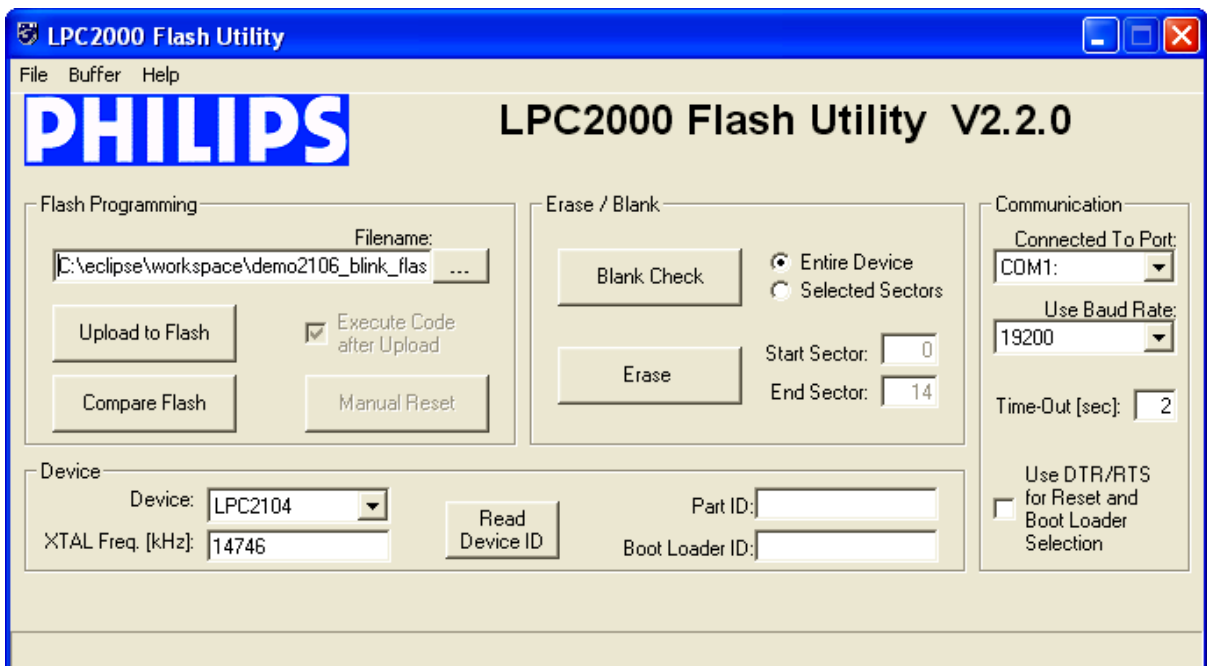 LPC2000 Flash Utility
File Buffer Help
PHILIPS
LPC2000 Flash Utility V2.2.0
Flash Programming
Filename:
C:\eclipse\workspace\demo2106_blink_flas
...
Upload to Flash
Execute Code
after Upload
Compare Flash
Manual Reset
Erase / Blank
Blank Check
Entire Device
Selected Sectors
Erase
Start Sector: 0
End Sector: 14
Communication
Connected To Port:
COM1:
Use Baud Rate:
19200
Time-Out [sec]: 2
Use DTR/RTS
for Reset and
Boot Loader
Selection
Device
Device: LPC2104
XTAL Freq. [kHz]: 14746
Read
Device ID
Part ID:
Boot Loader ID: